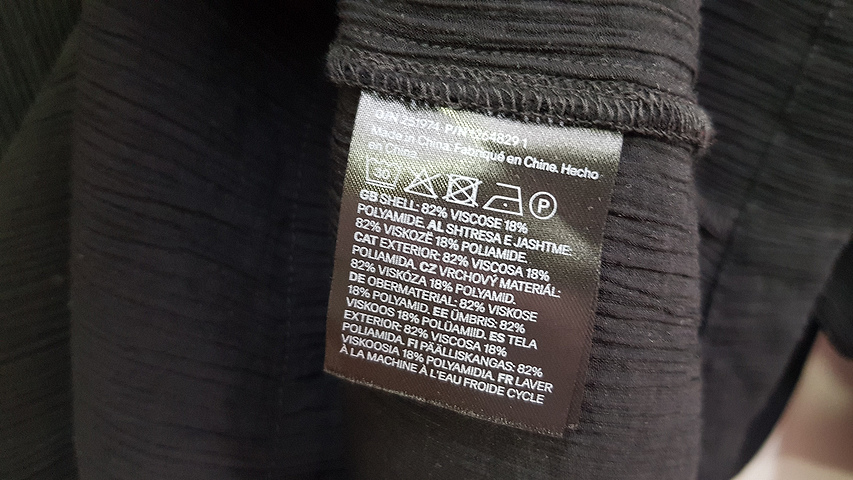 O/N 251974 P/N 12648291
Made in China. Fabriqué en Chine. Hecho
en China.
30 P
GB SHELL: 82% VISCOSE 18%
POLYAMIDE. AL SHTRESA E JASHTME:
82% VISKOZË 18% POLIAMIDE.
CAT EXTERIOR: 82% VISCOSA 18%
POLIAMIDA. CZ VRCHOVÝ MATERIÁL:
82% VISKÓZA 18% POLYAMID.
DE OBERMATERIAL: 82% VISKOSE
18% POLYAMID. EE ÜMBRIS: 82%
VISKOOS 18% POLÜAMIID. ES TELA
EXTERIOR: 82% VISCOSA 18%
POLIAMIDA. FI PÄÄLLISKANGAS: 82%
VISKOOSIA 18% POLYAMIDIA. FR LAVER
À LA MACHINE À L'EAU FROIDE CYCLE